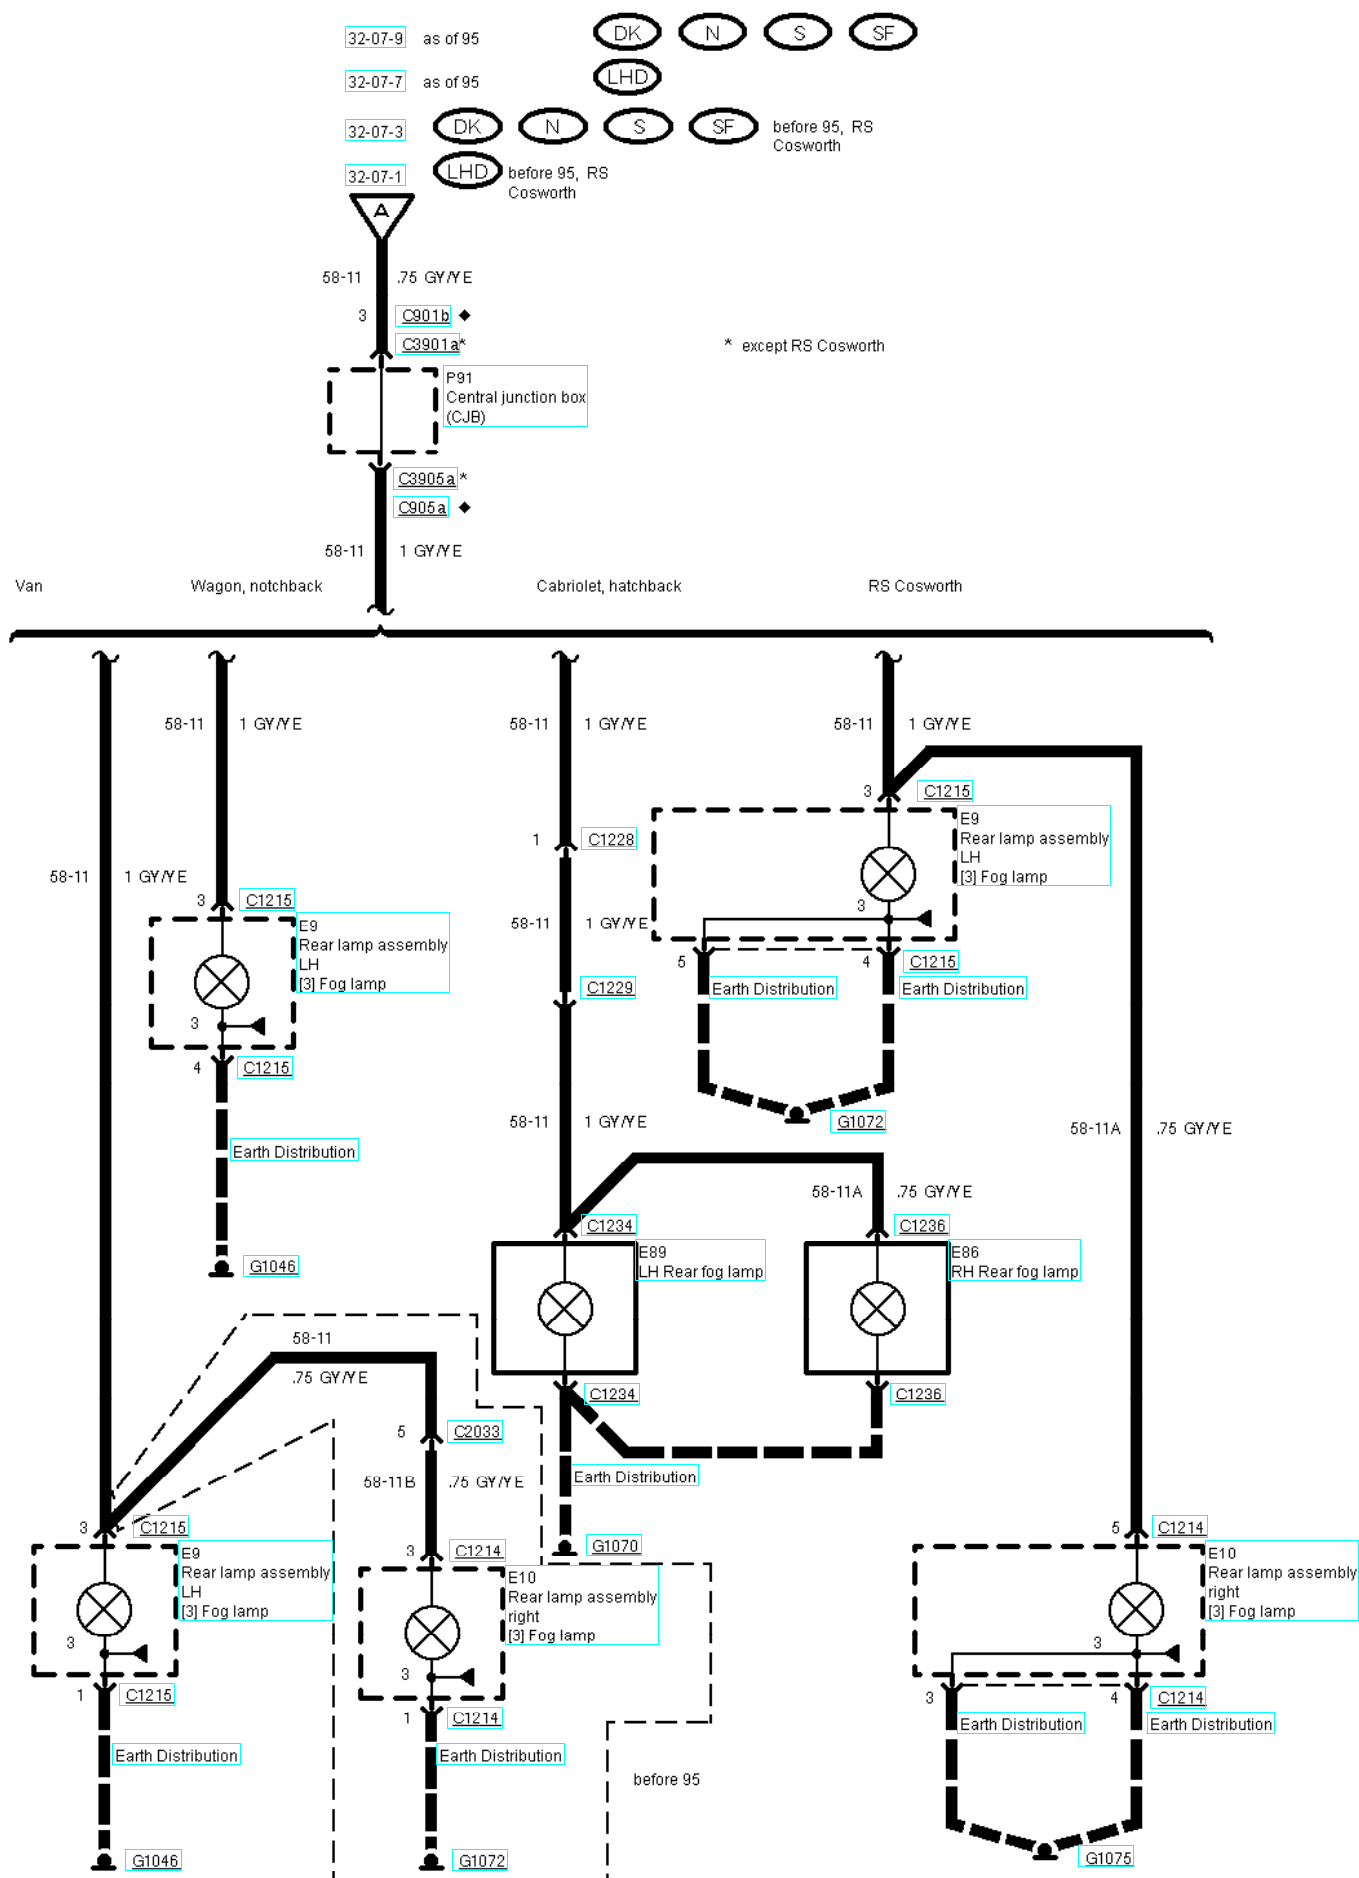 32-07-9 as of 95 DK N S SF
32-07-7 as of 95 LHD
32-07-3 DK N S SF before 95, RS
Cosworth
32-07-1 LHD before 95, RS
Cosworth
A
58-11 .75 GY/YE
3 C901b ◆
C3901a* * except RS Cosworth
P91
Central junction box
(CJB)
C3905a*
C905a ◆
58-11 1 GY/YE
Van Wagon, notchback Cabriolet, hatchback RS Cosworth
58-11 1 GY/YE 58-11 1 GY/YE 58-11 1 GY/YE
3 C1215
E9
Rear lamp assembly
LH
[3] Fog lamp
3
1 C1228
58-11 1 GY/YE
3 C1215
E9
Rear lamp assembly
LH
[3] Fog lamp
3
58-11 1 GY/YE
5 4 C1215
Earth Distribution Earth Distribution
C1229
4 C1215
G1072
58-11 1 GY/YE
58-11A .75 GY/YE
Earth Distribution
58-11A .75 GY/YE
C1234 C1236
E89
LH Rear fog lamp
E86
RH Rear fog lamp
G1046
58-11
.75 GY/YE
C1234 C1236
5 C2033
Earth Distribution
58-11B .75 GY/YE
3 C1215
E9
Rear lamp assembly
LH
[3] Fog lamp
3
3 C1214
E10
Rear lamp assembly
right
[3] Fog lamp
3
G1070
5 C1214
E10
Rear lamp assembly
right
[3] Fog lamp
3
1 C1215
1 C1214
3 4 C1214
Earth Distribution Earth Distribution
Earth Distribution Earth Distribution
before 95
G1046 G1072 G1075